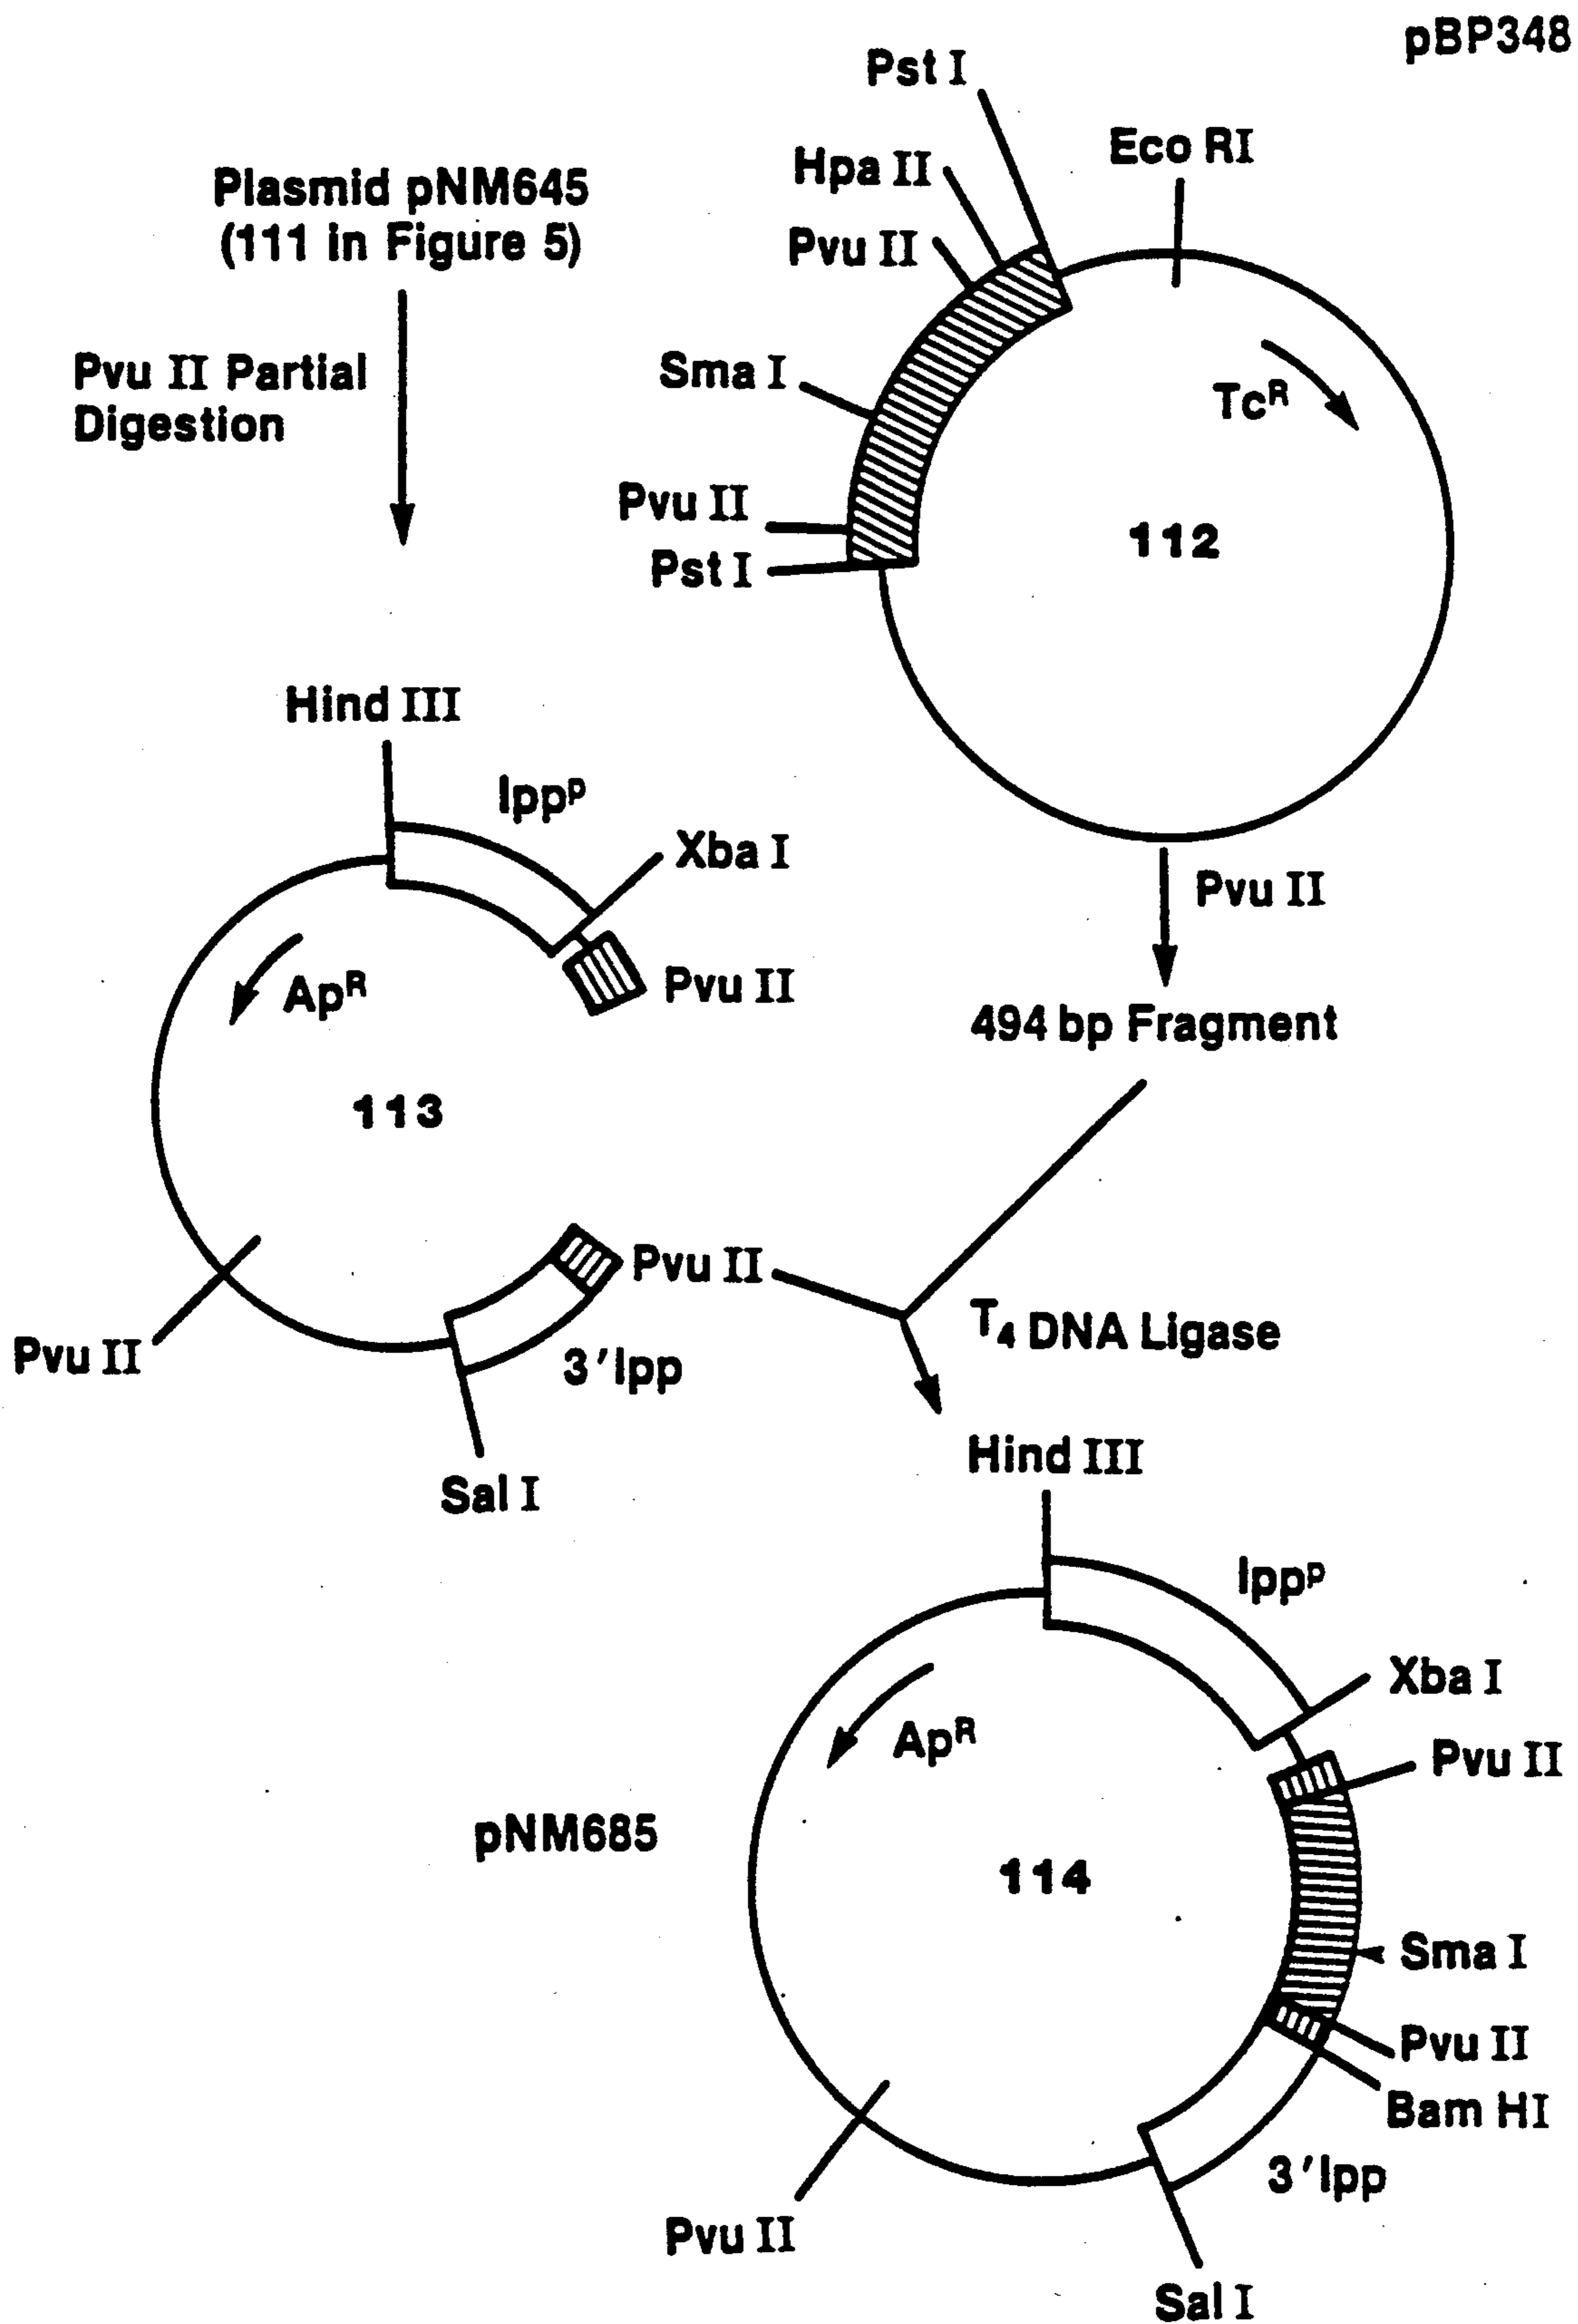 pBP348
Pst I
Eco RI
Hpa II
Plasmid pNM645
(111 in Figure 5)
Pvu II
Pvu II Partial
Digestion
Sma I
TcR
Pvu II
112
Pst I
Hind III
lppP
Xba I
Pvu II
ApR
Pvu II
494 bp Fragment
113
Pvu II
T4 DNA Ligase
Pvu II
3'lpp
Hind III
Sal I
lppP
Xba I
ApR
Pvu II
pNM685
114
Sma I
Pvu II
Bam HI
3'lpp
Pvu II
Sal I